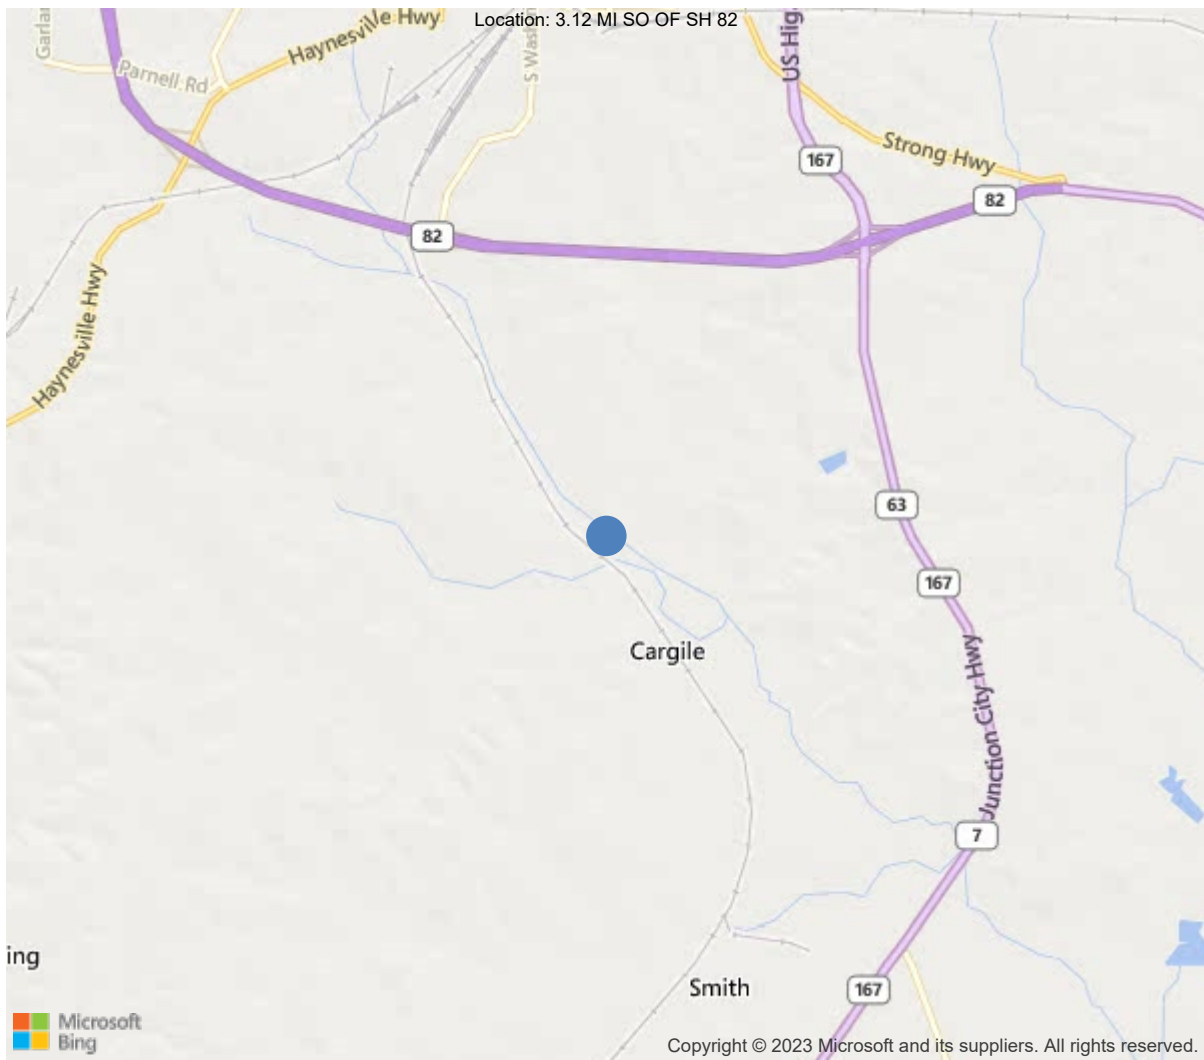 Location: 3.12 MI SO OF SH 82
Garlan
Haynesville Hwy
S Wash
US Hig
Parnell Rd
167
Strong Hwy
82
82
Haynesville Hwy
63
167
Cargile
Junction City Hwy
7
ing
Smith
167
Microsoft
Bing
Copyright © 2023 Microsoft and its suppliers. All rights reserved.